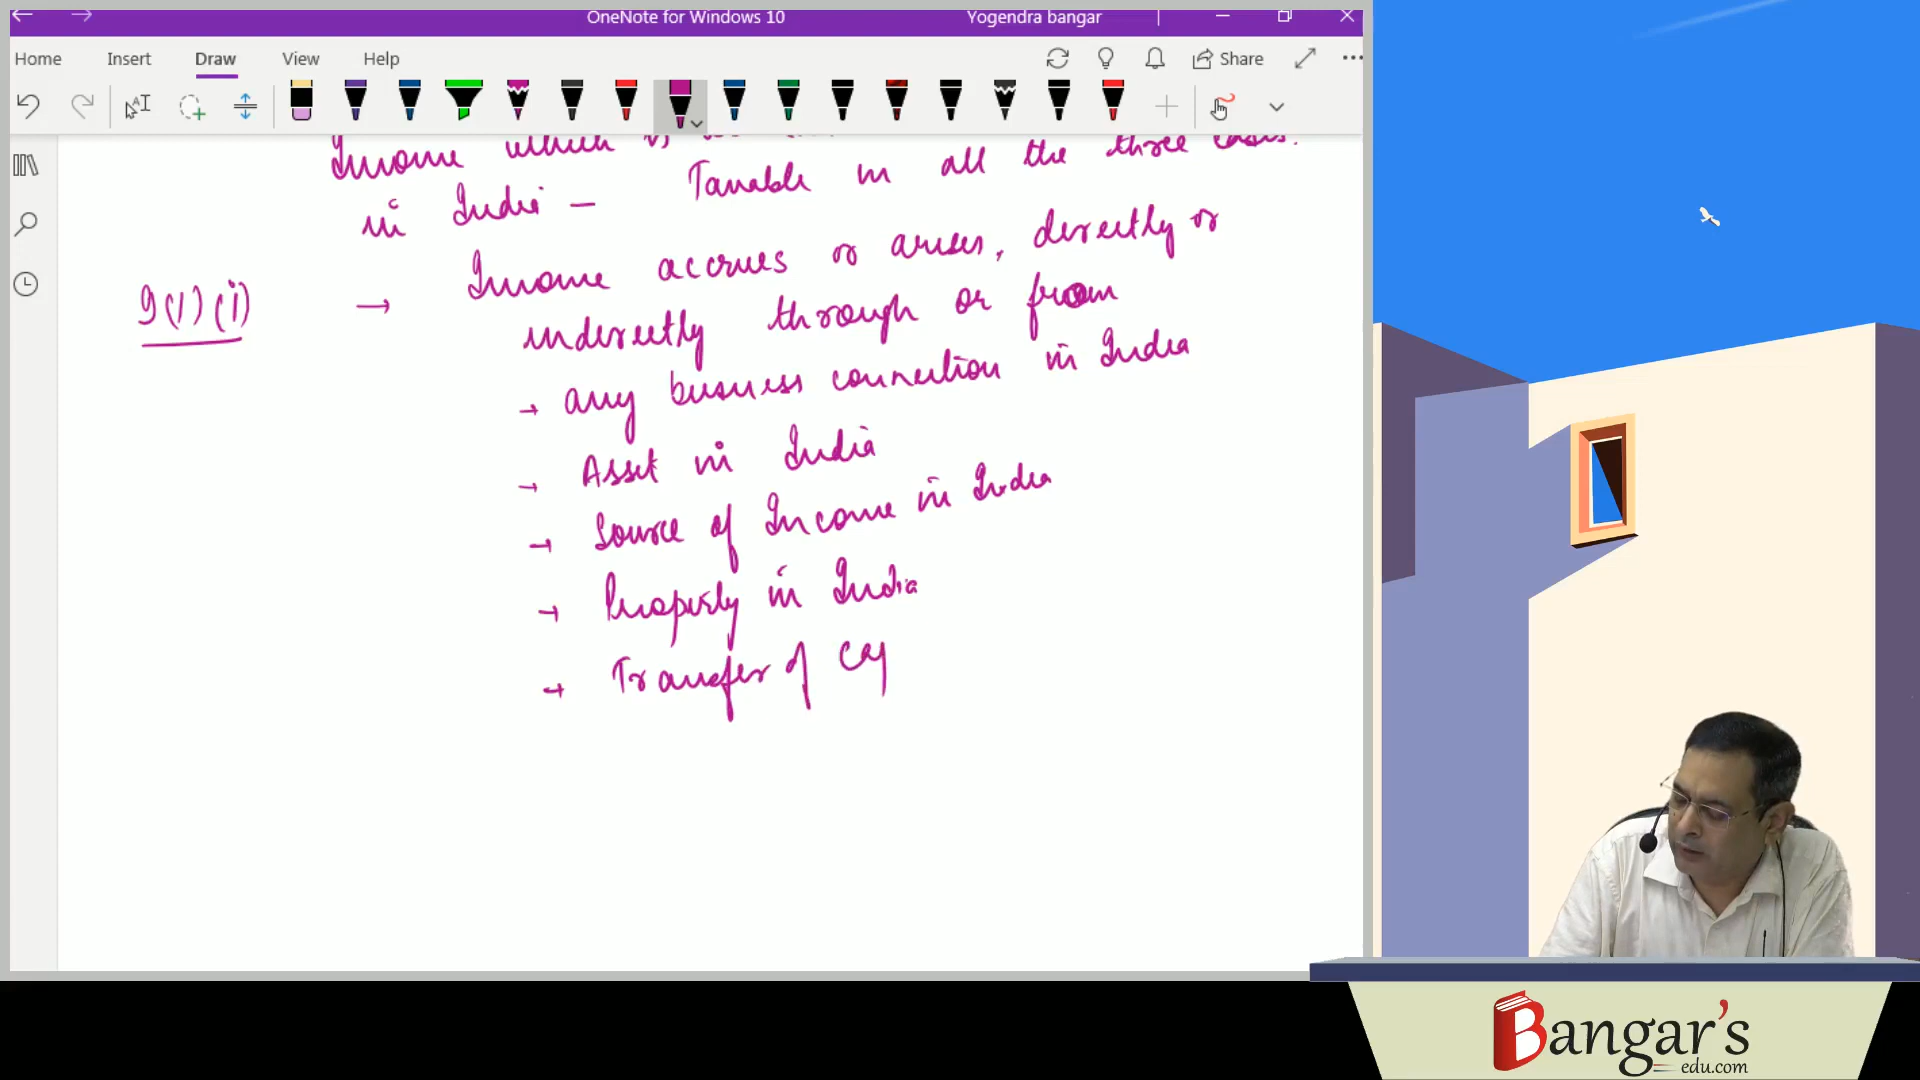 OneNote for Windows 10
Yogendra bangar
Home Insert Draw View Help
Share
Income which is
in India - Taxable in all the three cases.
9(1)(i) → Income accrues or arises, directly or
indirectly through or from
→ any business connection in India
→ Asset in India
→ Source of Income in India
→ Property in India
→ Transfer of Cap
Bangar's
edu.com